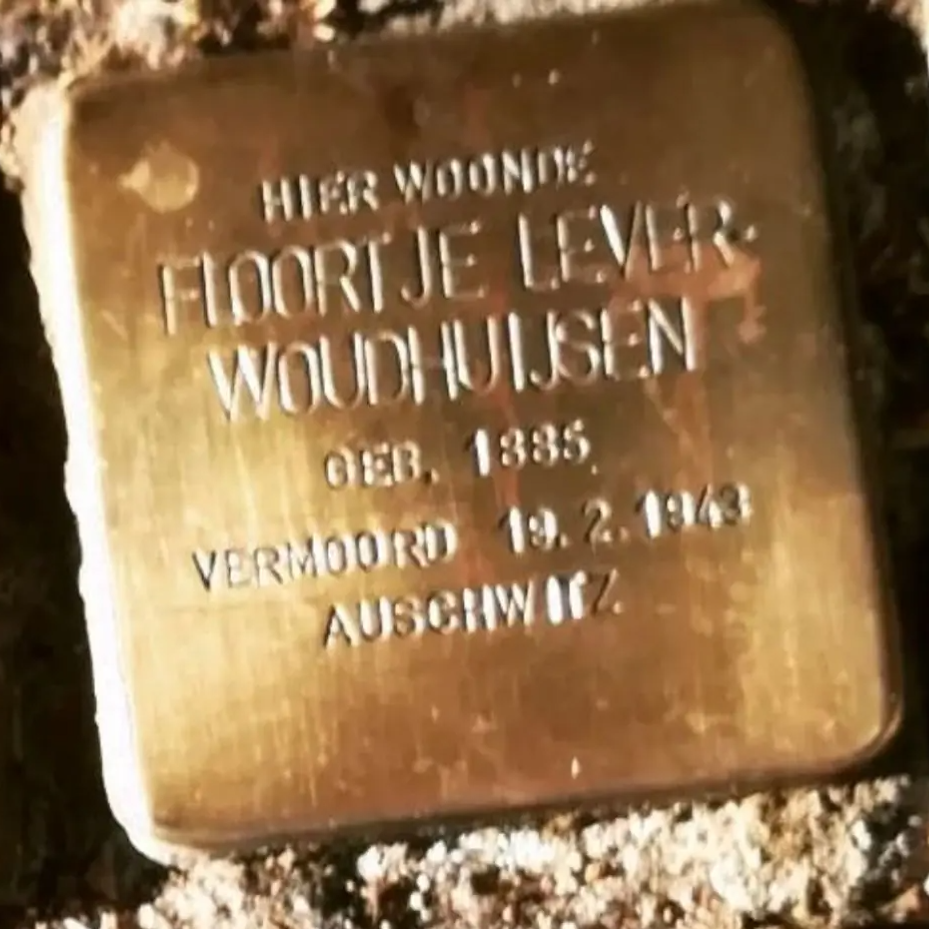 HIER WOONDE
FLOORTJE LEVER-
WOUDHUIJSEN
GEB. 1885
VERMOORD 19.2.1943
AUSCHWITZ